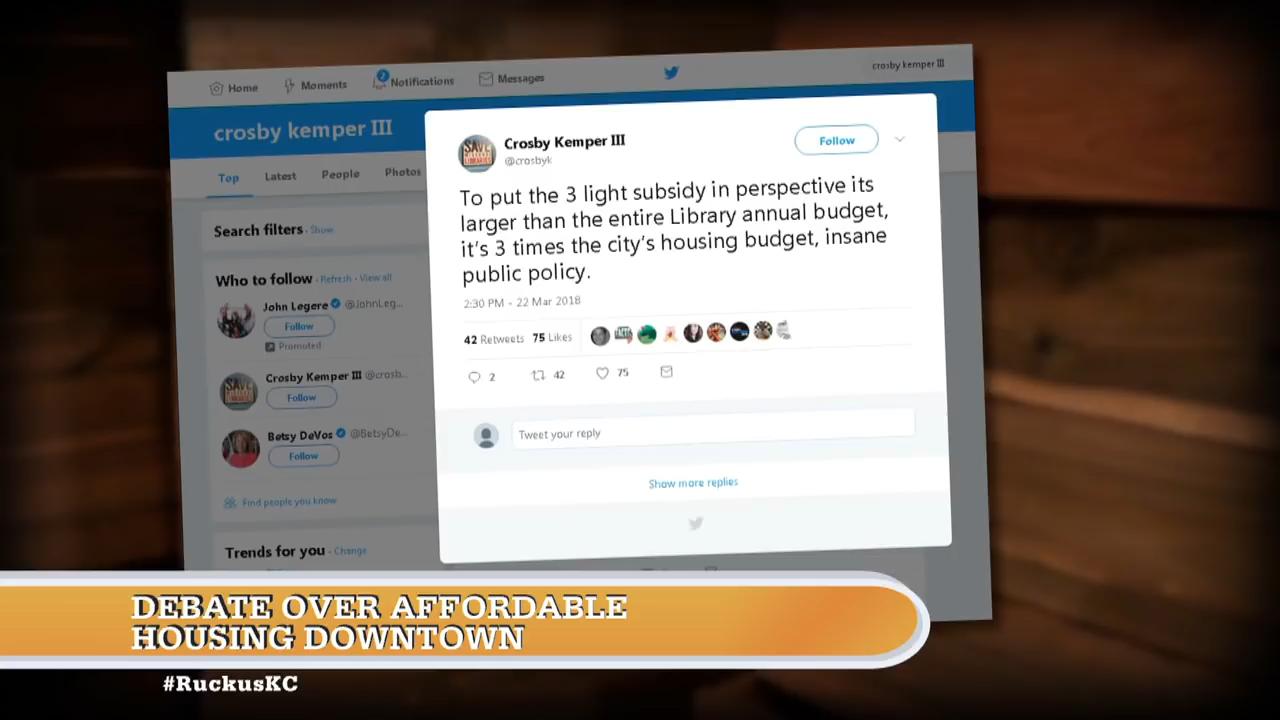 Home Moments 2 Notifications Messages crosby kemper III
crosby kemper III
Top Latest People Photos
Search filters · Show
Who to follow · Refresh · View all
John Legere @JohnLeg...
Follow
Promoted
Crosby Kemper III @crosb...
Follow
Betsy DeVos @BetsyDe...
Follow
Find people you know
Trends for you · Change
SAVE
Crosby Kemper III
@crosbyk
Follow
To put the 3 light subsidy in perspective its
larger than the entire Library annual budget,
it's 3 times the city's housing budget, insane
public policy.
2:30 PM - 22 Mar 2018
42 Retweets 75 Likes
2 42 75
Tweet your reply
Show more replies
DEBATE OVER AFFORDABLE
HOUSING DOWNTOWN
#RuckusKC